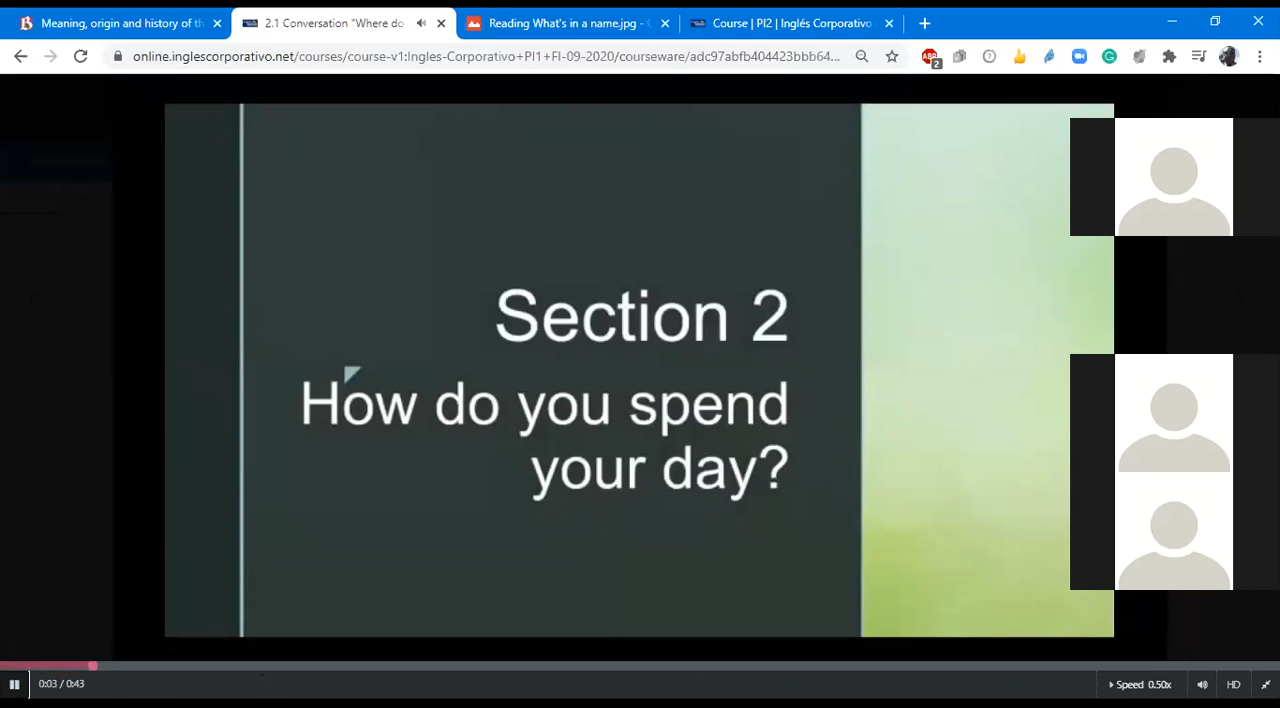 Meaning, origin and history of th
2.1 Conversation "Where do
Reading What's in a name.jpg -
Course | PI2 | Inglés Corporativo
online.inglescorporativo.net/courses/course-v1:Ingles-Corporativo+PI1+FI-09-2020/courseware/adc97abfb404423bbb64...
ABP
2
Section 2
How do you spend
your day?
0:03 / 0:43
Speed 0.50x
HD